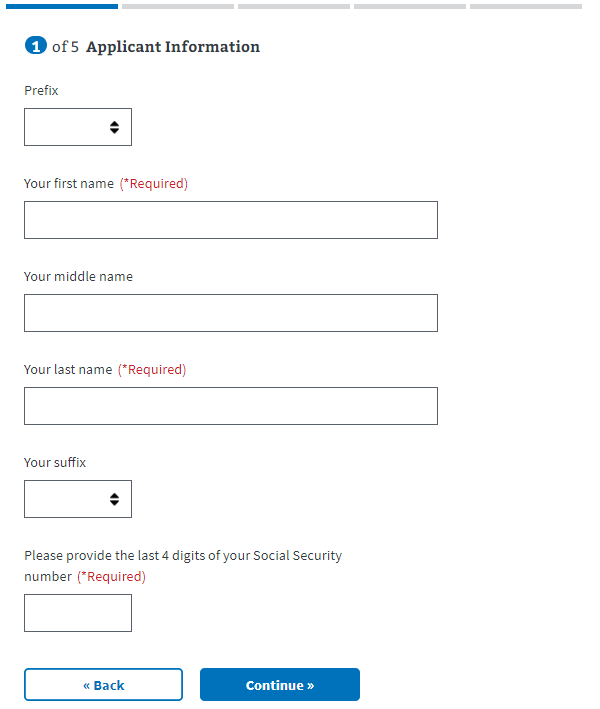 1 of 5 Applicant Information
Prefix
Your first name (*Required)
Your middle name
Your last name (*Required)
Your suffix
Please provide the last 4 digits of your Social Security
number (*Required)
« Back
Continue »